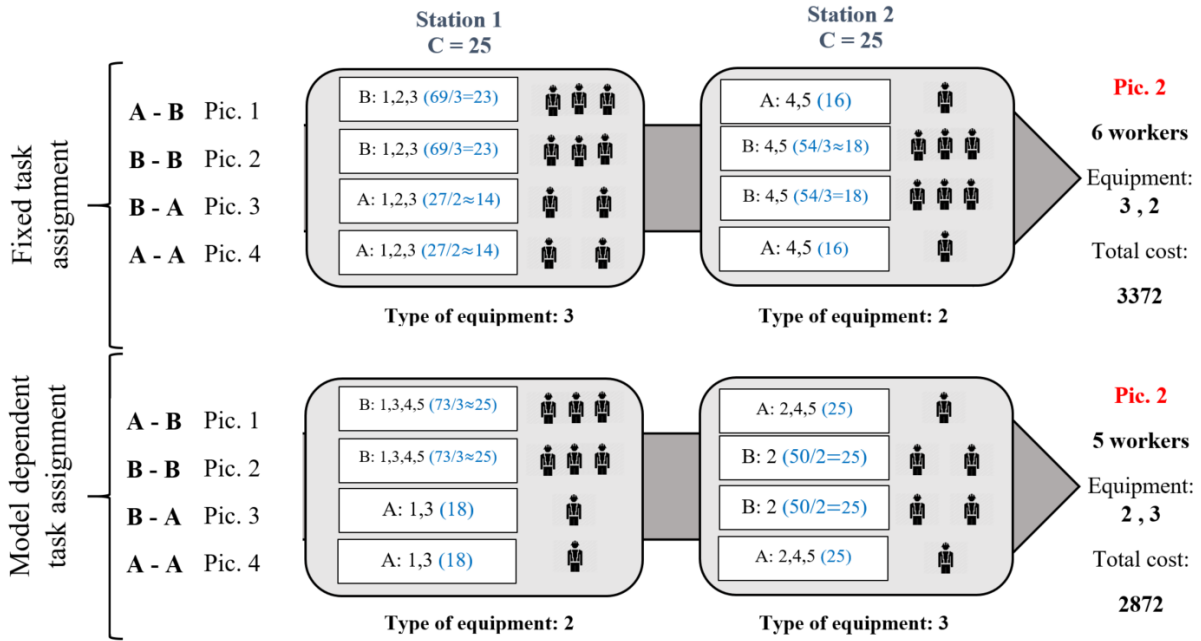 Station 1
C = 25
Station 2
C = 25
Fixed task
assignment
A - B Pic. 1
B - B Pic. 2
B - A Pic. 3
A - A Pic. 4
B: 1,2,3 (69/3=23)
B: 1,2,3 (69/3=23)
A: 1,2,3 (27/2≈14)
A: 1,2,3 (27/2≈14)
Type of equipment: 3
A: 4,5 (16)
B: 4,5 (54/3≈18)
B: 4,5 (54/3=18)
A: 4,5 (16)
Type of equipment: 2
Pic. 2
6 workers
Equipment:
3 , 2
Total cost:
3372
Model dependent
task assignment
A - B Pic. 1
B - B Pic. 2
B - A Pic. 3
A - A Pic. 4
B: 1,3,4,5 (73/3≈25)
B: 1,3,4,5 (73/3≈25)
A: 1,3 (18)
A: 1,3 (18)
Type of equipment: 2
A: 2,4,5 (25)
B: 2 (50/2=25)
B: 2 (50/2=25)
A: 2,4,5 (25)
Type of equipment: 3
Pic. 2
5 workers
Equipment:
2 , 3
Total cost:
2872